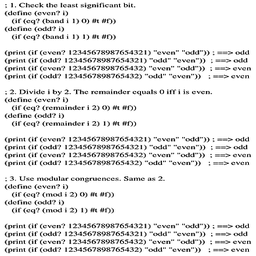 ; 1. Check the least significant bit.
(define (even? i)
(if (eq? (band i 1) 0) #t #f))
(define (odd? i)
(if (eq? (band i 1) 1) #t #f))
(print (if (even? 12345678987654321) "even" "odd")) ; ==> odd
(print (if (odd? 12345678987654321) "odd" "even")) ; ==> odd
(print (if (even? 1234567898765432) "even" "odd")) ; ==> even
(print (if (odd? 1234567898765432) "odd" "even")) ; ==> even
; 2. Divide i by 2. The remainder equals 0 iff i is even.
(define (even? i)
(if (eq? (remainder i 2) 0) #t #f))
(define (odd? i)
(if (eq? (remainder i 2) 1) #t #f))
(print (if (even? 12345678987654321) "even" "odd")) ; ==> odd
(print (if (odd? 12345678987654321) "odd" "even")) ; ==> odd
(print (if (even? 1234567898765432) "even" "odd")) ; ==> even
(print (if (odd? 1234567898765432) "odd" "even")) ; ==> even
; 3. Use modular congruences. Same as 2.
(define (even? i)
(if (eq? (mod i 2) 0) #t #f))
(define (odd? i)
(if (eq? (mod i 2) 1) #t #f))
(print (if (even? 12345678987654321) "even" "odd")) ; ==> odd
(print (if (odd? 12345678987654321) "odd" "even")) ; ==> odd
(print (if (even? 1234567898765432) "even" "odd")) ; ==> even
(print (if (odd? 1234567898765432) "odd" "even")) ; ==> even